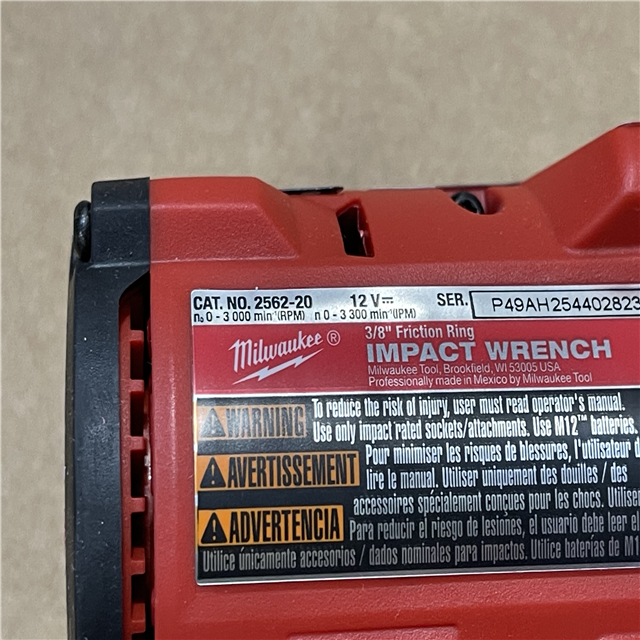 CAT. NO. 2562-20 12 V⎓ SER. P49AH254402823
n₀ 0 - 3 000 min⁻¹(RPM) n 0 - 3 300 min⁻¹(IPM)
3/8" Friction Ring
Milwaukee® IMPACT WRENCH
Milwaukee Tool, Brookfield, WI 53005 USA
Professionally made in Mexico by Milwaukee Tool
⚠WARNING To reduce the risk of injury, user must read operator's manual.
Use only impact rated sockets/attachments. Use M12™ batteries.
⚠AVERTISSEMENT Pour minimiser les risques de blessures, l'utilisateur d
lire le manual. Utiliser uniquement des douilles / des
accessoires spécialement conçues pour les chocs. Utiliser
⚠ADVERTENCIA Para reducir el riesgo de lesiones, el usuario debe leer
Utilice únicamente accesorios / dados nominales para impactos. Utilice baterías de M1